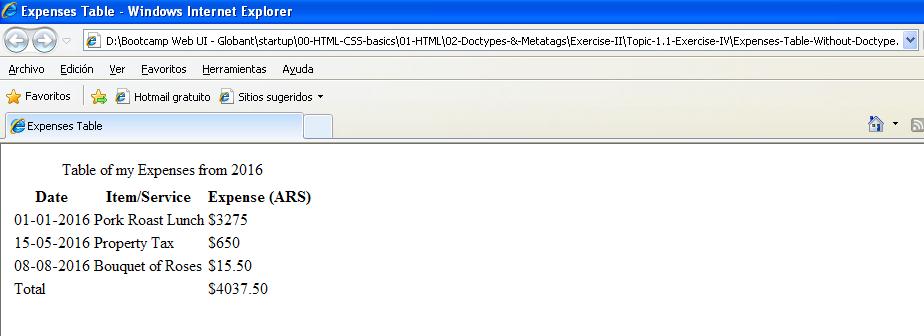 Expenses Table - Windows Internet Explorer
D:\Bootcamp Web UI - Globant\startup\00-HTML-CSS-basics\01-HTML\02-Doctypes-&-Metatags\Exercise-II\Topic-1.1-Exercise-IV\Expenses-Table-Without-Doctype.
Archivo Edición Ver Favoritos Herramientas Ayuda
Favoritos Hotmail gratuito Sitios sugeridos
Expenses Table
Table of my Expenses from 2016
Date Item/Service Expense (ARS)
01-01-2016 Pork Roast Lunch $3275
15-05-2016 Property Tax $650
08-08-2016 Bouquet of Roses $15.50
Total $4037.50